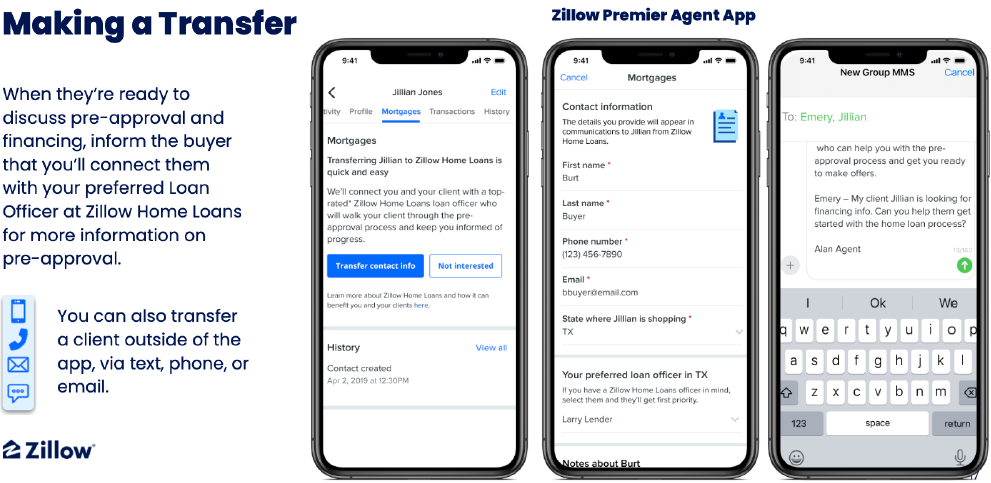 Making a Transfer
When they're ready to
discuss pre-approval and
financing, inform the buyer
that you'll connect them
with your preferred Loan
Officer at Zillow Home Loans
for more information on
pre-approval.
You can also transfer
a client outside of the
app, via text, phone, or
email.
Zillow
Zillow Premier Agent App
9:41
Jillian Jones
Edit
tivity Profile Mortgages Transactions History
Mortgages
Transferring Jillian to Zillow Home Loans is
quick and easy
We'll connect you and your client with a top-
rated* Zillow Home Loans loan officer who
will walk your client through the pre-
approval process and keep you informed of
progress.
Transfer contact info
Not interested
Learn more about Zillow Home Loans and how it can
benefit you and your clients here.
History
View all
Contact created
Apr 2, 2019 at 12:30PM
9:41
Cancel
Mortgages
Contact information
The details you provide will appear in
communications to Jillian from Zillow
Home Loans.
First name *
Burt
Last name *
Buyer
Phone number *
(123) 456-7890
Email *
bbuyer@email.com
State where Jillian is shopping *
TX
Your preferred loan officer in TX
If you have a Zillow Home Loans officer in mind,
select them and they'll get first priority.
Larry Lender
Notes about Burt
9:41
New Group MMS
Cancel
To: Emery, Jillian
who can help you with the pre-
approval process and get you ready
to make offers.
Emery – My client Jillian is looking for
financing info. Can you help them get
started with the home loan process?
Alan Agent
I Ok We
q w e r t y u i o p
a s d f g h j k l
z x c v b n m
123 space return